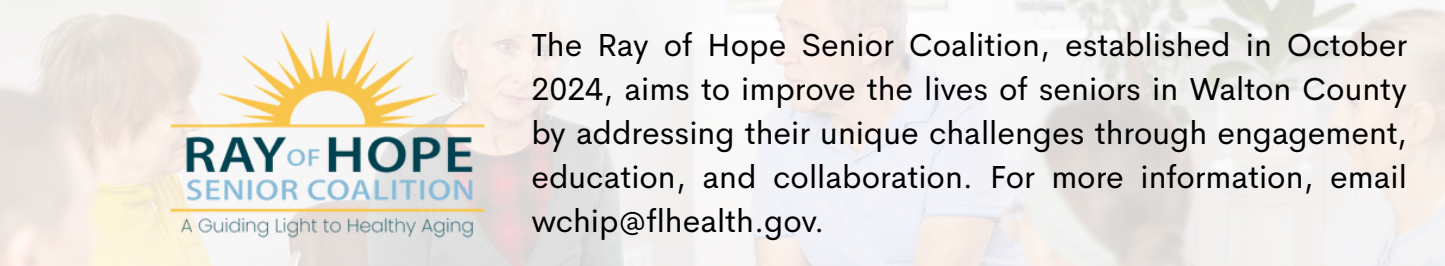 RAY OF HOPE
SENIOR COALITION
A Guiding Light to Healthy Aging
The Ray of Hope Senior Coalition, established in October
2024, aims to improve the lives of seniors in Walton County
by addressing their unique challenges through engagement,
education, and collaboration. For more information, email
wchip@flhealth.gov.